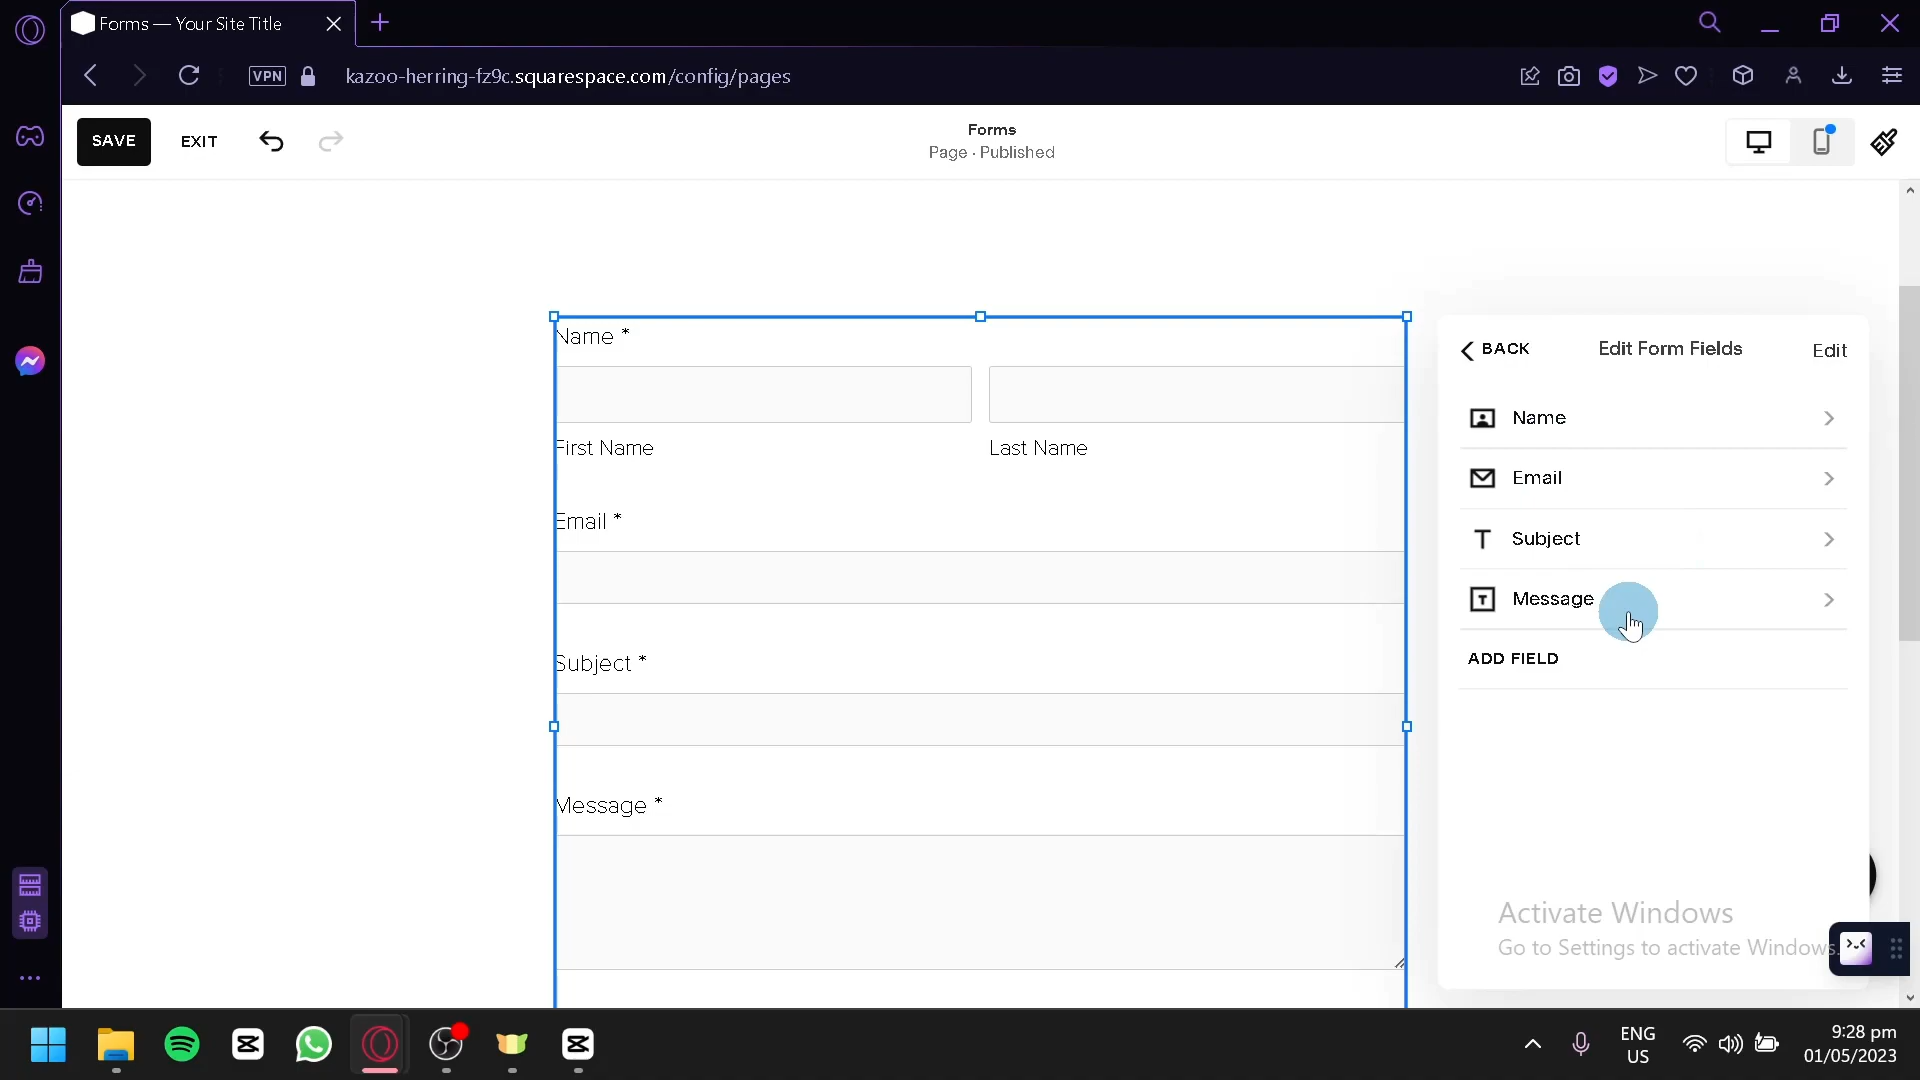 Forms — Your Site Title
VPN
kazoo-herring-fz9c.squarespace.com/config/pages
SAVE
EXIT
Forms
Page · Published
Name *
First Name
Last Name
Email *
Subject *
Message *
BACK
Edit Form Fields
Edit
Name
Email
Subject
Message
ADD FIELD
Activate Windows
Go to Settings to activate Windows.
ENG
US
9:28 pm
01/05/2023